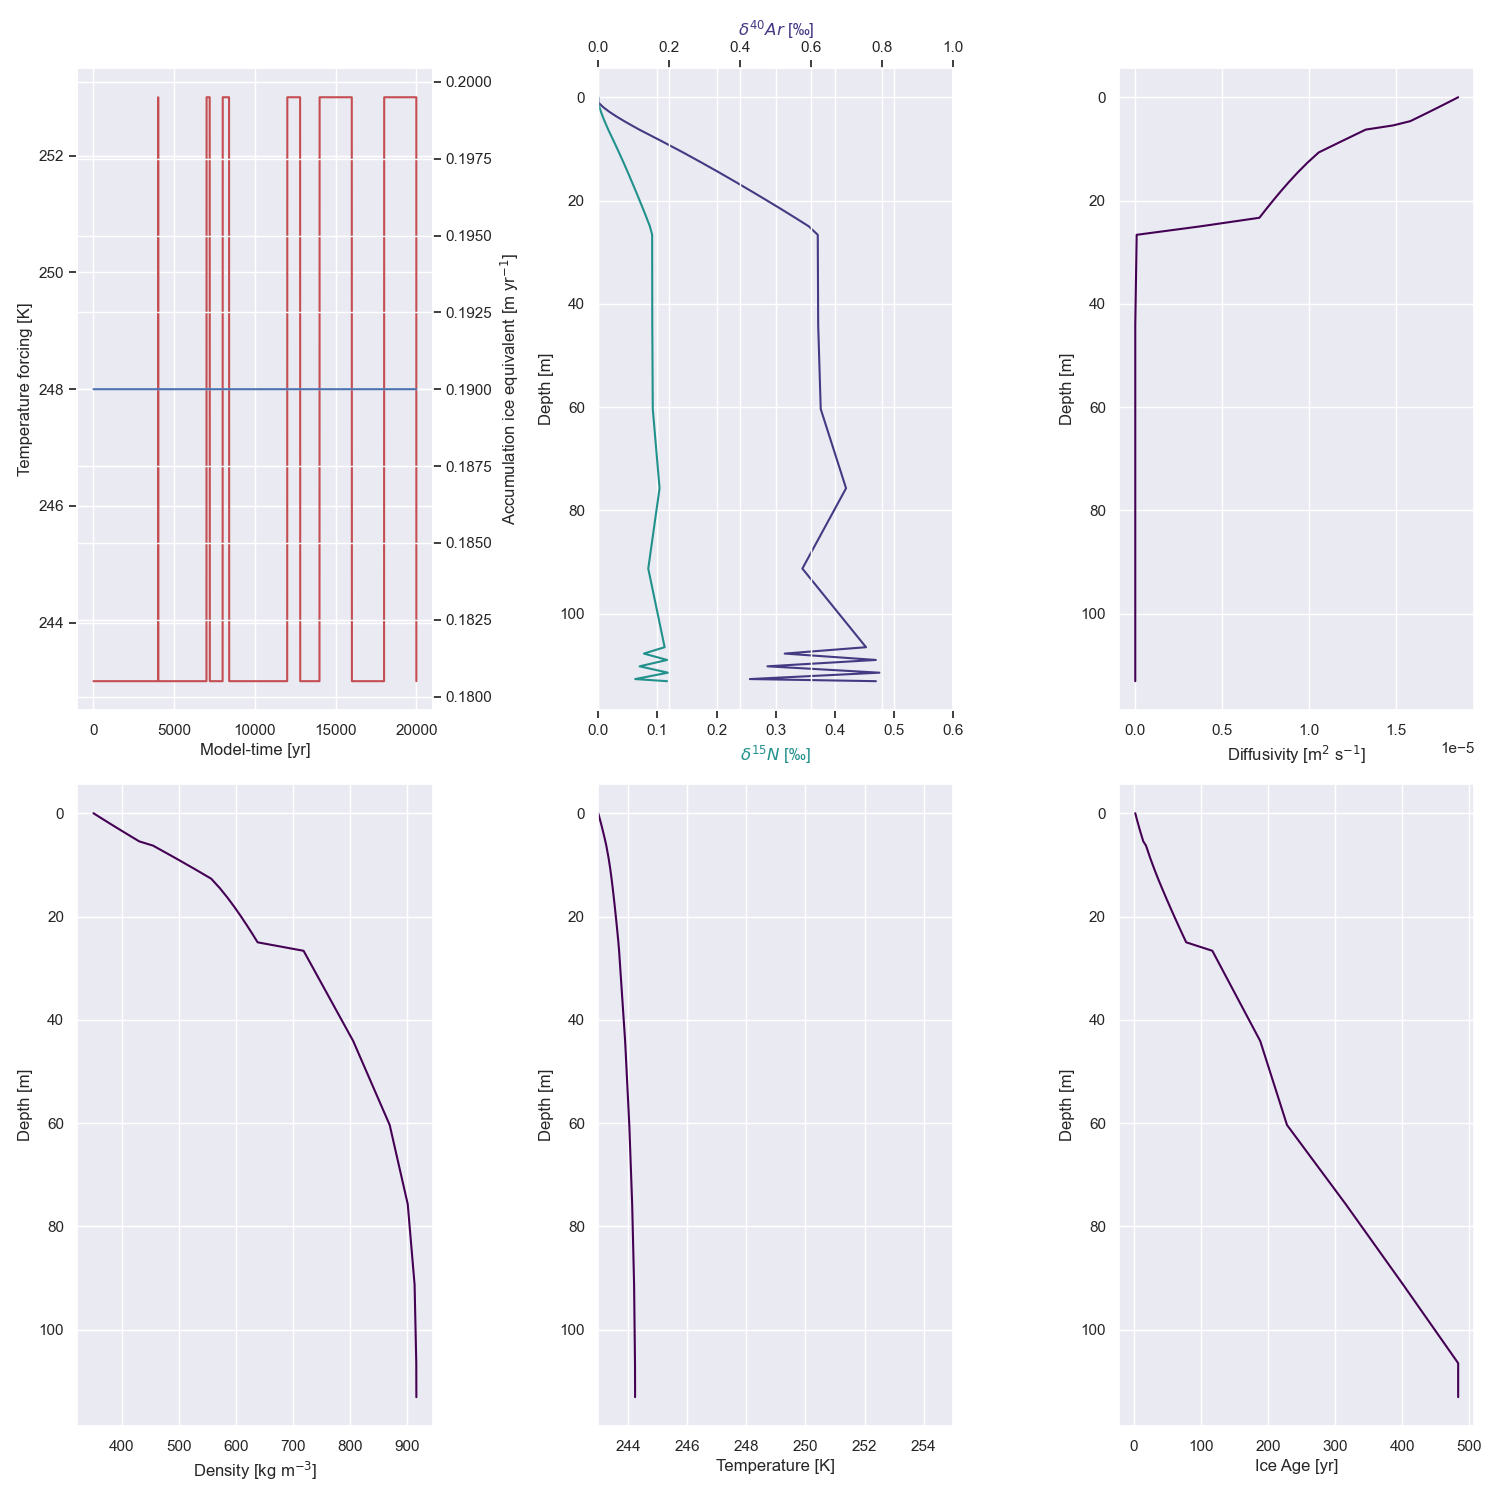 δ⁴⁰Ar [‰]
0.0 0.2 0.4 0.6 0.8 1.0
Temperature forcing [K]
252
250
248
246
244
0.2000
0.1975
0.1950
0.1925
0.1900
0.1875
0.1850
0.1825
0.1800
Accumulation ice equivalent [m yr⁻¹]
0 5000 10000 15000 20000
Model-time [yr]
Depth [m]
0
20
40
60
80
100
0.0 0.1 0.2 0.3 0.4 0.5 0.6
δ¹⁵N [‰]
Depth [m]
0
20
40
60
80
100
0.0 0.5 1.0 1.5
1e−5
Diffusivity [m² s⁻¹]
Depth [m]
0
20
40
60
80
100
400 500 600 700 800 900
Density [kg m⁻³]
Depth [m]
0
20
40
60
80
100
244 246 248 250 252 254
Temperature [K]
Depth [m]
0
20
40
60
80
100
0 100 200 300 400 500
Ice Age [yr]